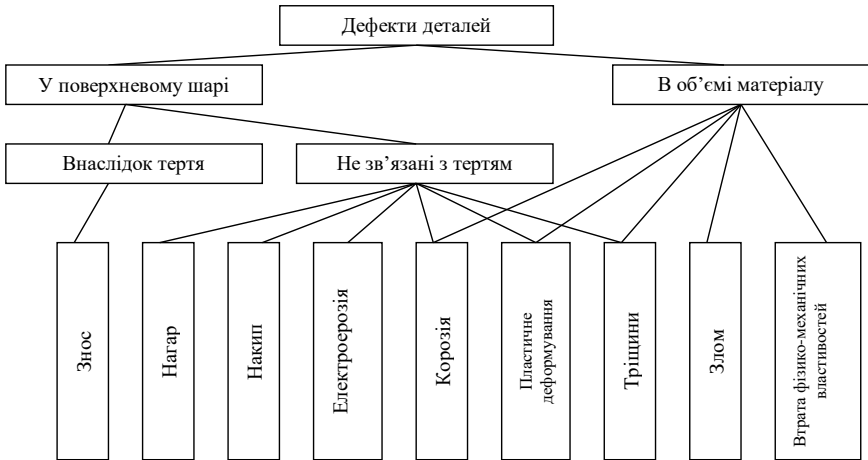 Дефекти деталей
У поверхневому шарі
В об’ємі матеріалу
Внаслідок тертя
Не зв’язані з тертям
Знос
Нагар
Накип
Електроерозія
Корозія
Пластичне
деформування
Тріщини
Злом
Втрата фізико-механічних
властивостей